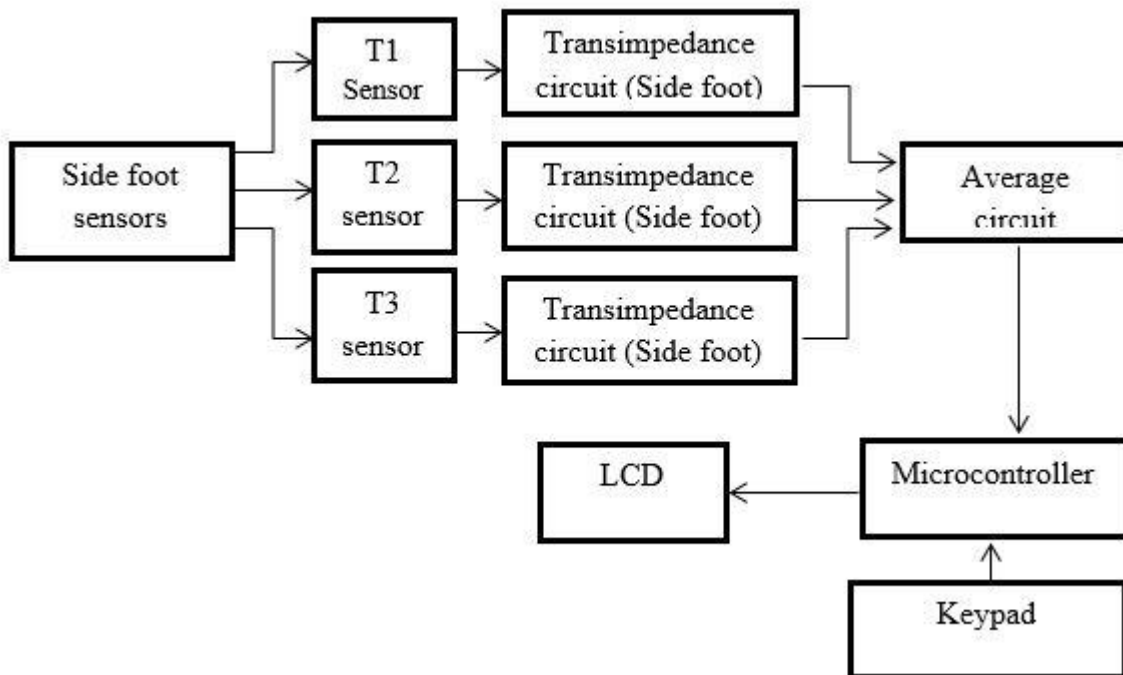 T1
Sensor
Transimpedance
circuit (Side foot)
Side foot
sensors
T2
sensor
Transimpedance
circuit (Side foot)
Average
circuit
T3
sensor
Transimpedance
circuit (Side foot)
LCD
Microcontroller
Keypad